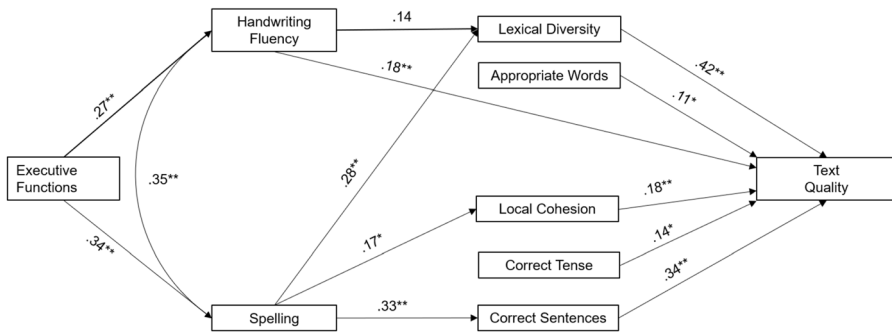 Handwriting
Fluency
.14
Lexical Diversity
.42**
.18**
Appropriate Words
.11*
.27**
Executive
Functions
.35**
.28**
Text
Quality
.18**
Local Cohesion
.34**
.17*
.14*
Correct Tense
.34**
Spelling
.33**
Correct Sentences